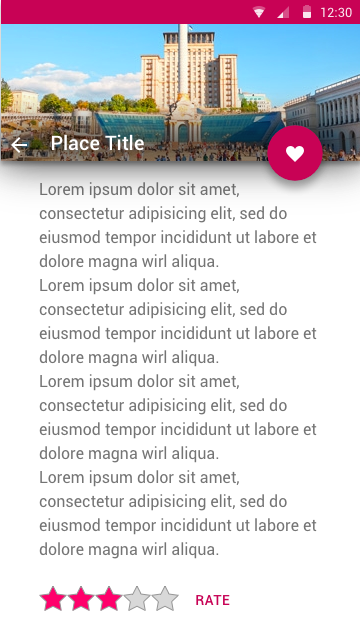 12:30
Place Title
Lorem ipsum dolor sit amet,
consectetur adipisicing elit, sed do
eiusmod tempor incididunt ut labore et
dolore magna wirl aliqua.
Lorem ipsum dolor sit amet,
consectetur adipisicing elit, sed do
eiusmod tempor incididunt ut labore et
dolore magna wirl aliqua.
Lorem ipsum dolor sit amet,
consectetur adipisicing elit, sed do
eiusmod tempor incididunt ut labore et
dolore magna wirl aliqua.
Lorem ipsum dolor sit amet,
consectetur adipisicing elit, sed do
eiusmod tempor incididunt ut labore et
dolore magna wirl aliqua.
RATE